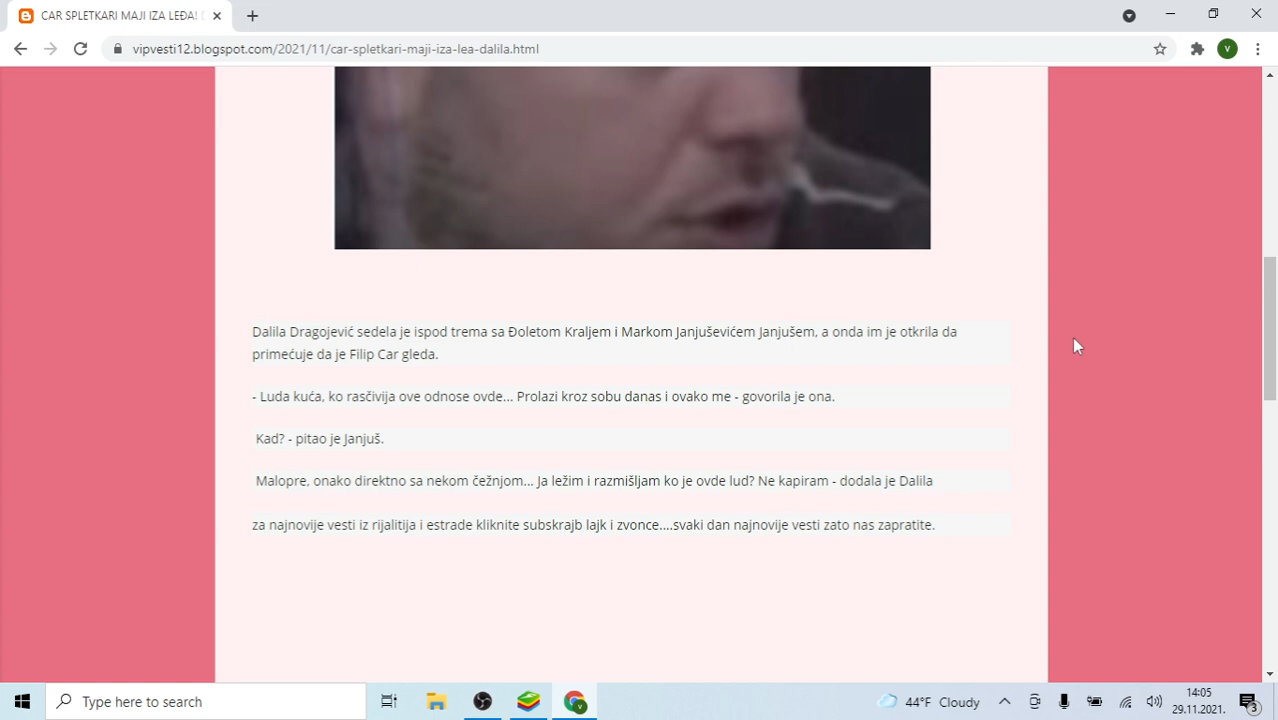 CAR SPLETKARI MAJI IZA LEĐA!
vipvesti12.blogspot.com/2021/11/car-spletkari-maji-iza-lea-dalila.html
V
Dalila Dragojević sedela je ispod trema sa Đoletom Kraljem i Markom Janjuševićem Janjušem, a onda im je otkrila da
primećuje da je Filip Car gleda.
- Luda kuća, ko rasčivija ove odnose ovde... Prolazi kroz sobu danas i ovako me - govorila je ona.
Kad? - pitao je Janjuš.
Malopre, onako direktno sa nekom čežnjom... Ja ležim i razmišljam ko je ovde lud? Ne kapiram - dodala je Dalila
za najnovije vesti iz rijalitija i estrade kliknite subskrajb lajk i zvonce....svaki dan najnovije vesti zato nas zapratite.
Type here to search
V
44°F Cloudy
14:05
29.11.2021.
3